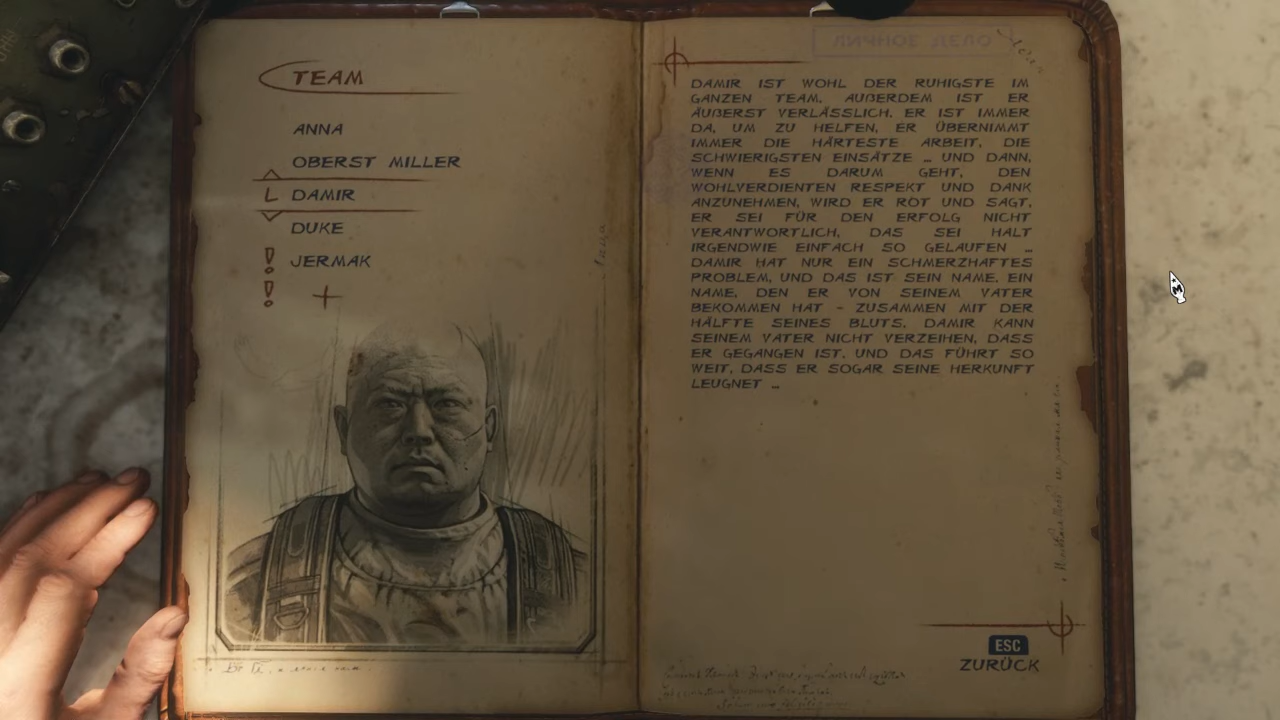 TEAM
ANNA
OBERST MILLER
DAMIR
DUKE
JERMAK
ЛИЧНОЕ ДЕЛО
DAMIR IST WOHL DER RUHIGSTE IM
GANZEN TEAM. AUßERDEM IST ER
ÄUßERST VERLÄSSLICH. ER IST IMMER
DA, UM ZU HELFEN, ER ÜBERNIMMT
IMMER DIE HÄRTESTE ARBEIT, DIE
SCHWIERIGSTEN EINSÄTZE … UND DANN,
WENN ES DARUM GEHT, DEN
WOHLVERDIENTEN RESPEKT UND DANK
ANZUNEHMEN, WIRD ER ROT UND SAGT,
ER SEI FÜR DEN ERFOLG NICHT
VERANTWORTLICH, DAS SEI HALT
IRGENDWIE EINFACH SO GELAUFEN …
DAMIR HAT NUR EIN SCHMERZHAFTES
PROBLEM, UND DAS IST SEIN NAME. EIN
NAME, DEN ER VON SEINEM VATER
BEKOMMEN HAT – ZUSAMMEN MIT DER
HÄLFTE SEINES BLUTS. DAMIR KANN
SEINEM VATER NICHT VERZEIHEN, DASS
ER GEGANGEN IST. UND DAS FÜHRT SO
WEIT, DASS ER SOGAR SEINE HERKUNFT
LEUGNET …
ESC
ZURÜCK